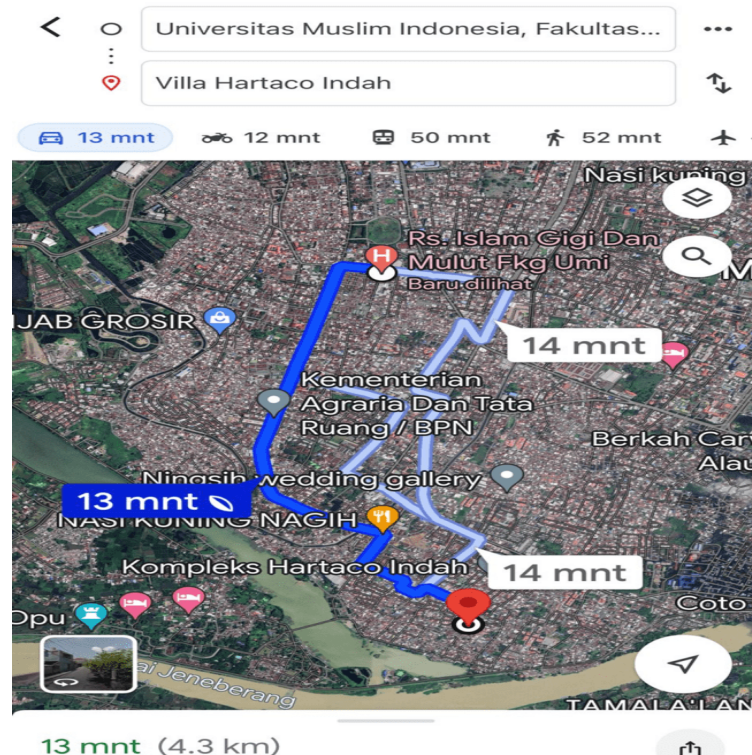 Universitas Muslim Indonesia, Fakultas...
Villa Hartaco Indah
13 mnt
12 mnt
50 mnt
52 mnt
Nasi kuning
Rs. Islam Gigi Dan
Mulut Fkg Umi
Baru dilihat
M
JAB GROSIR
14 mnt
Kementerian
Agraria Dan Tata
Ruang / BPN
Berkah Car
Alau
Ningsih wedding gallery
13 mnt
NASI KUNING NAGIH
Kompleks Hartaco Indah
14 mnt
Opu
Coto
ai Jeneberang
TAMALA'LAN
13 mnt (4.3 km)